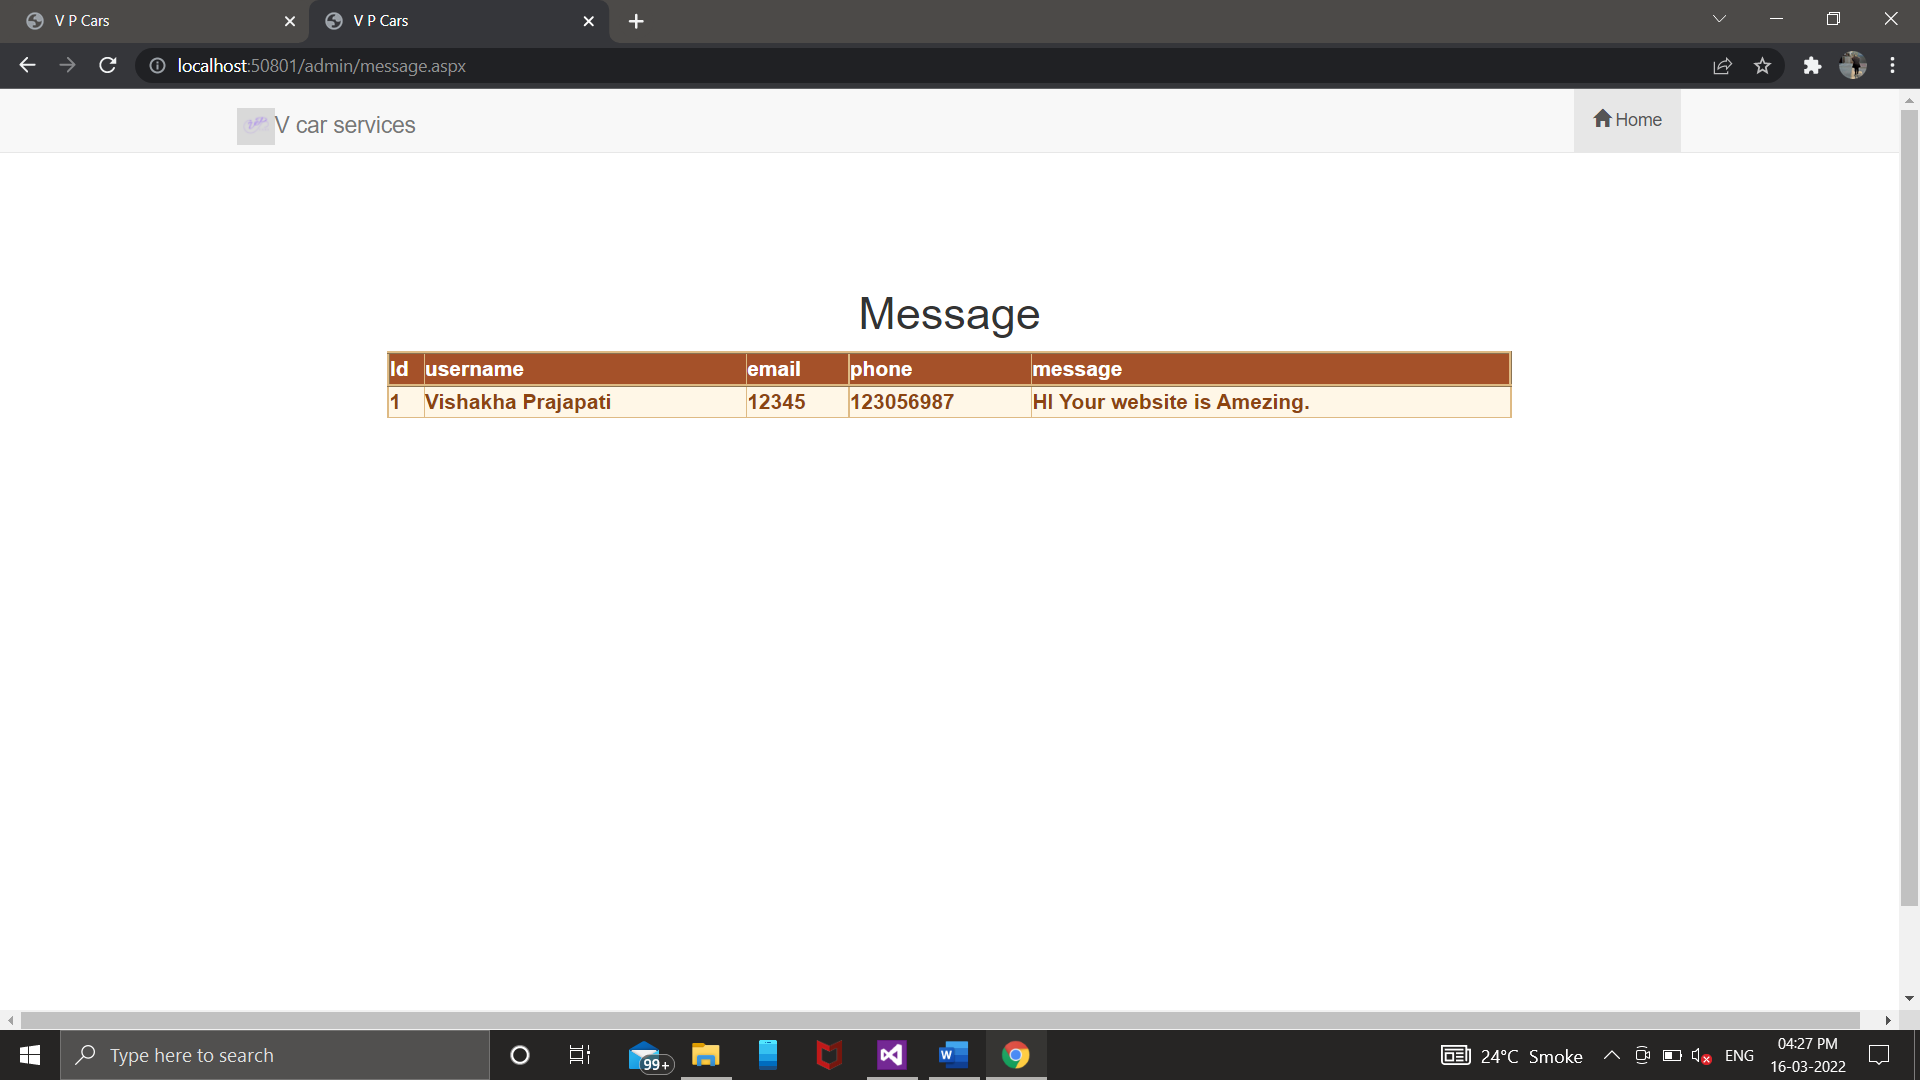 V P Cars
V P Cars
localhost:50801/admin/message.aspx
V car services
Home
Message
Id username email phone message
1 Vishakha Prajapati 12345 123056987 HI Your website is Amezing.
Type here to search
99+
W
24°C Smoke
ENG
04:27 PM
16-03-2022